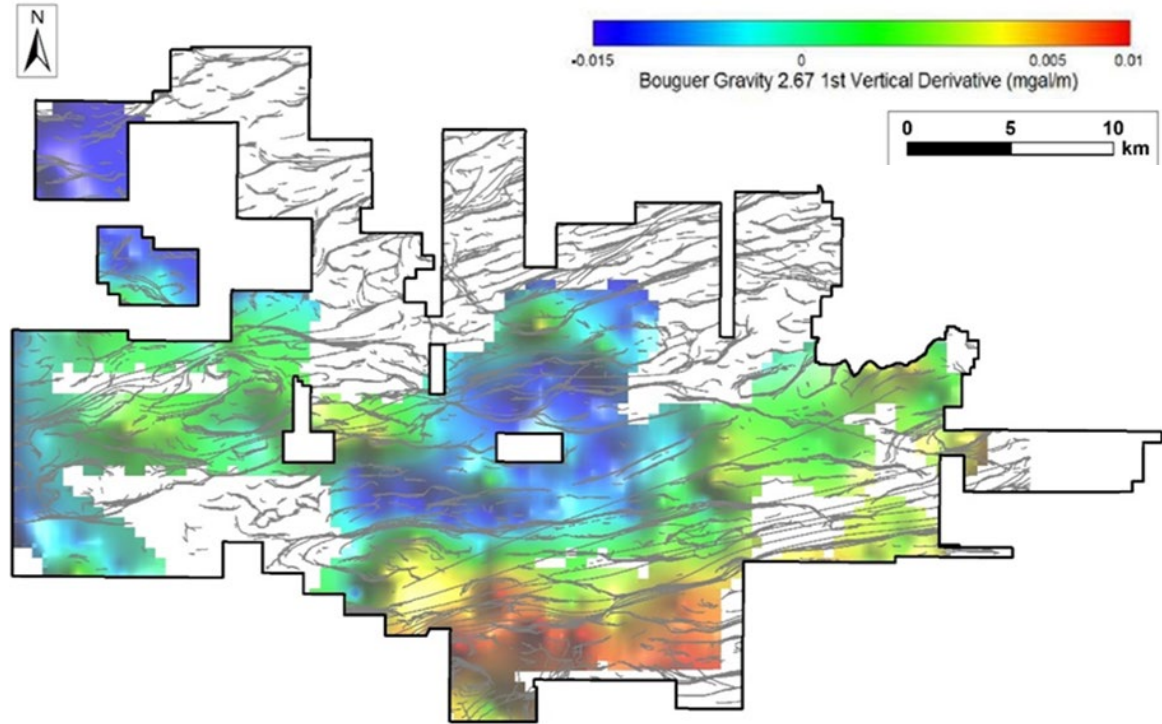 N
-0.015 0 0.005 0.01
Bouguer Gravity 2.67 1st Vertical Derivative (mgal/m)
0 5 10
km